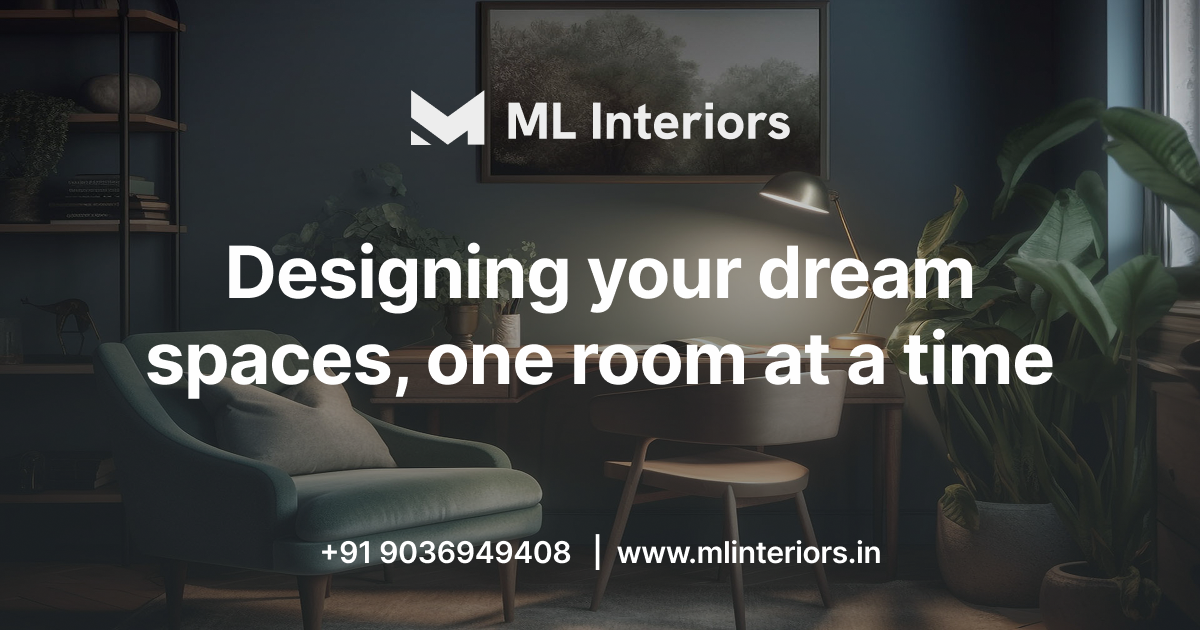 ML Interiors
Designing your dream
spaces, one room at a time
+91 9036949408 | www.mlinteriors.in